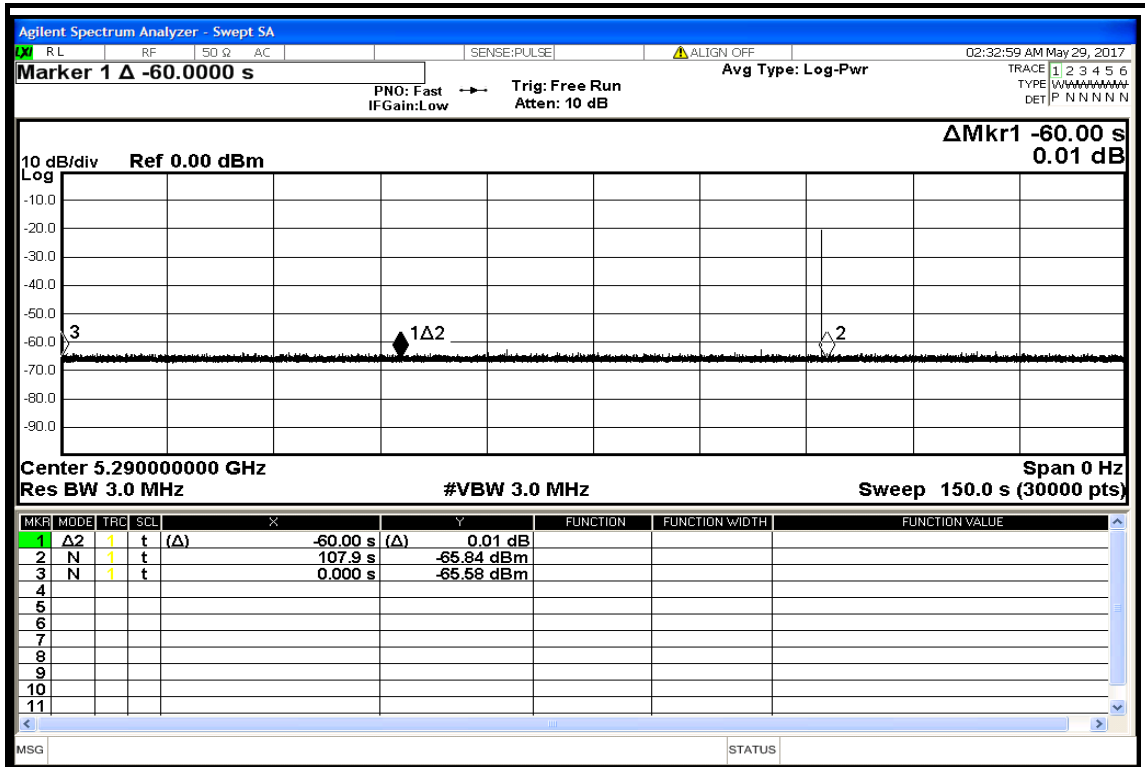 Agilent Spectrum Analyzer - Swept SA
LXI RL RF 50 Ω AC SENSE:PULSE ALIGN OFF 02:32:59 AM May 29, 2017
Marker 1 Δ -60.0000 s
PNO: Fast
IFGain:Low
Trig: Free Run
Atten: 10 dB
Avg Type: Log-Pwr
TRACE 1 2 3 4 5 6
TYPE
DET P N N N N N
ΔMkr1 -60.00 s
0.01 dB
10 dB/div Ref 0.00 dBm
Log
-10.0
-20.0
-30.0
-40.0
-50.0
-60.0
-70.0
-80.0
-90.0
3
1Δ2
2
Center 5.290000000 GHz Span 0 Hz
Res BW 3.0 MHz #VBW 3.0 MHz Sweep 150.0 s (30000 pts)
MKR MODE TRC SCL X Y FUNCTION FUNCTION WIDTH FUNCTION VALUE
1 Δ2 1 t (Δ) -60.00 s (Δ) 0.01 dB
2 N 1 t 107.9 s -65.84 dBm
3 N 1 t 0.000 s -65.58 dBm
4
5
6
7
8
9
10
11
MSG STATUS